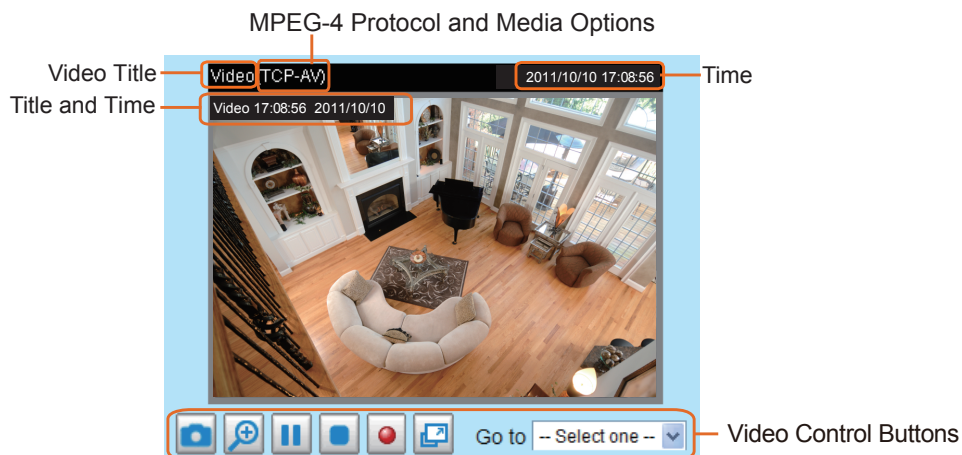 MPEG-4 Protocol and Media Options
Video Title
Video (TCP-AV)
2011/10/10 17:08:56
Time
Title and Time
Video 17:08:56 2011/10/10
Go to
-- Select one --
Video Control Buttons